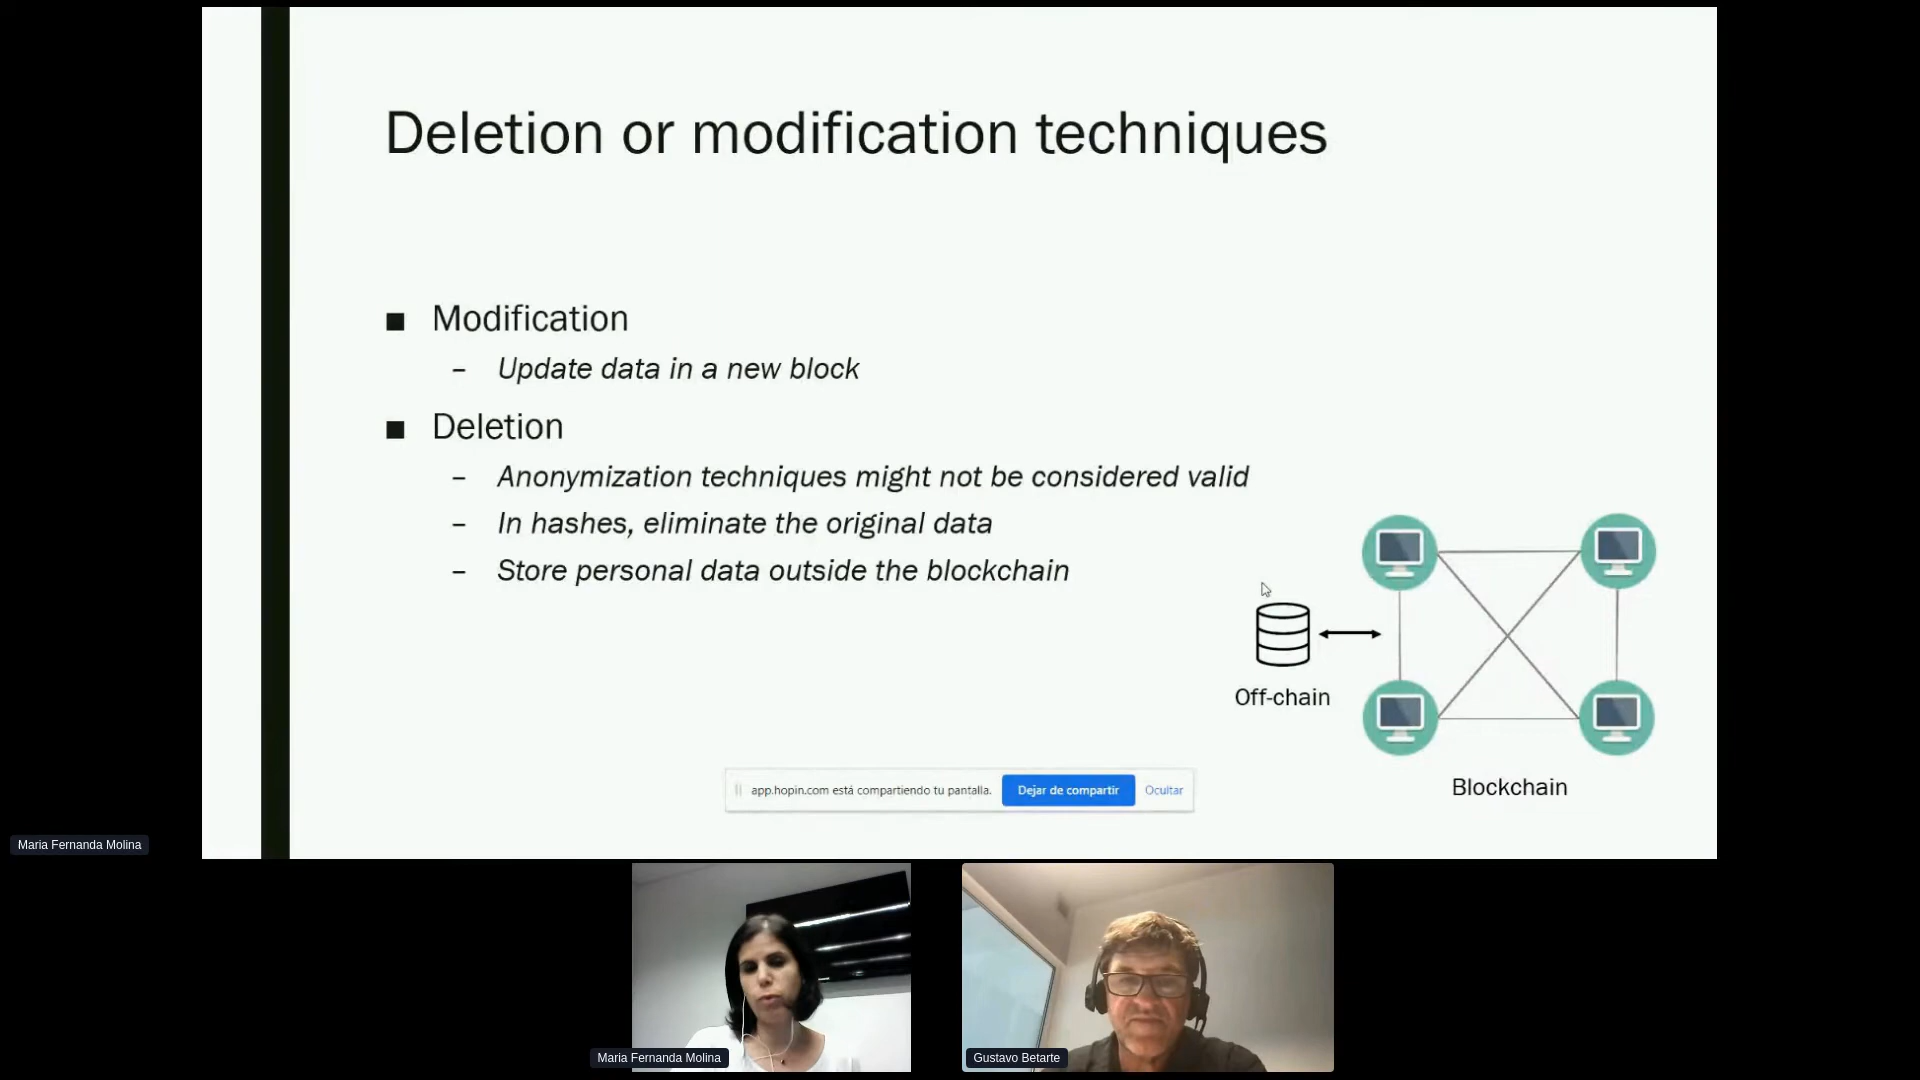 Deletion or modification techniques
■ Modification
– Update data in a new block
■ Deletion
– Anonymization techniques might not be considered valid
– In hashes, eliminate the original data
– Store personal data outside the blockchain
Off-chain
Blockchain
app.hopin.com está compartiendo tu pantalla. Dejar de compartir Ocultar
Maria Fernanda Molina
Maria Fernanda Molina
Gustavo Betarte